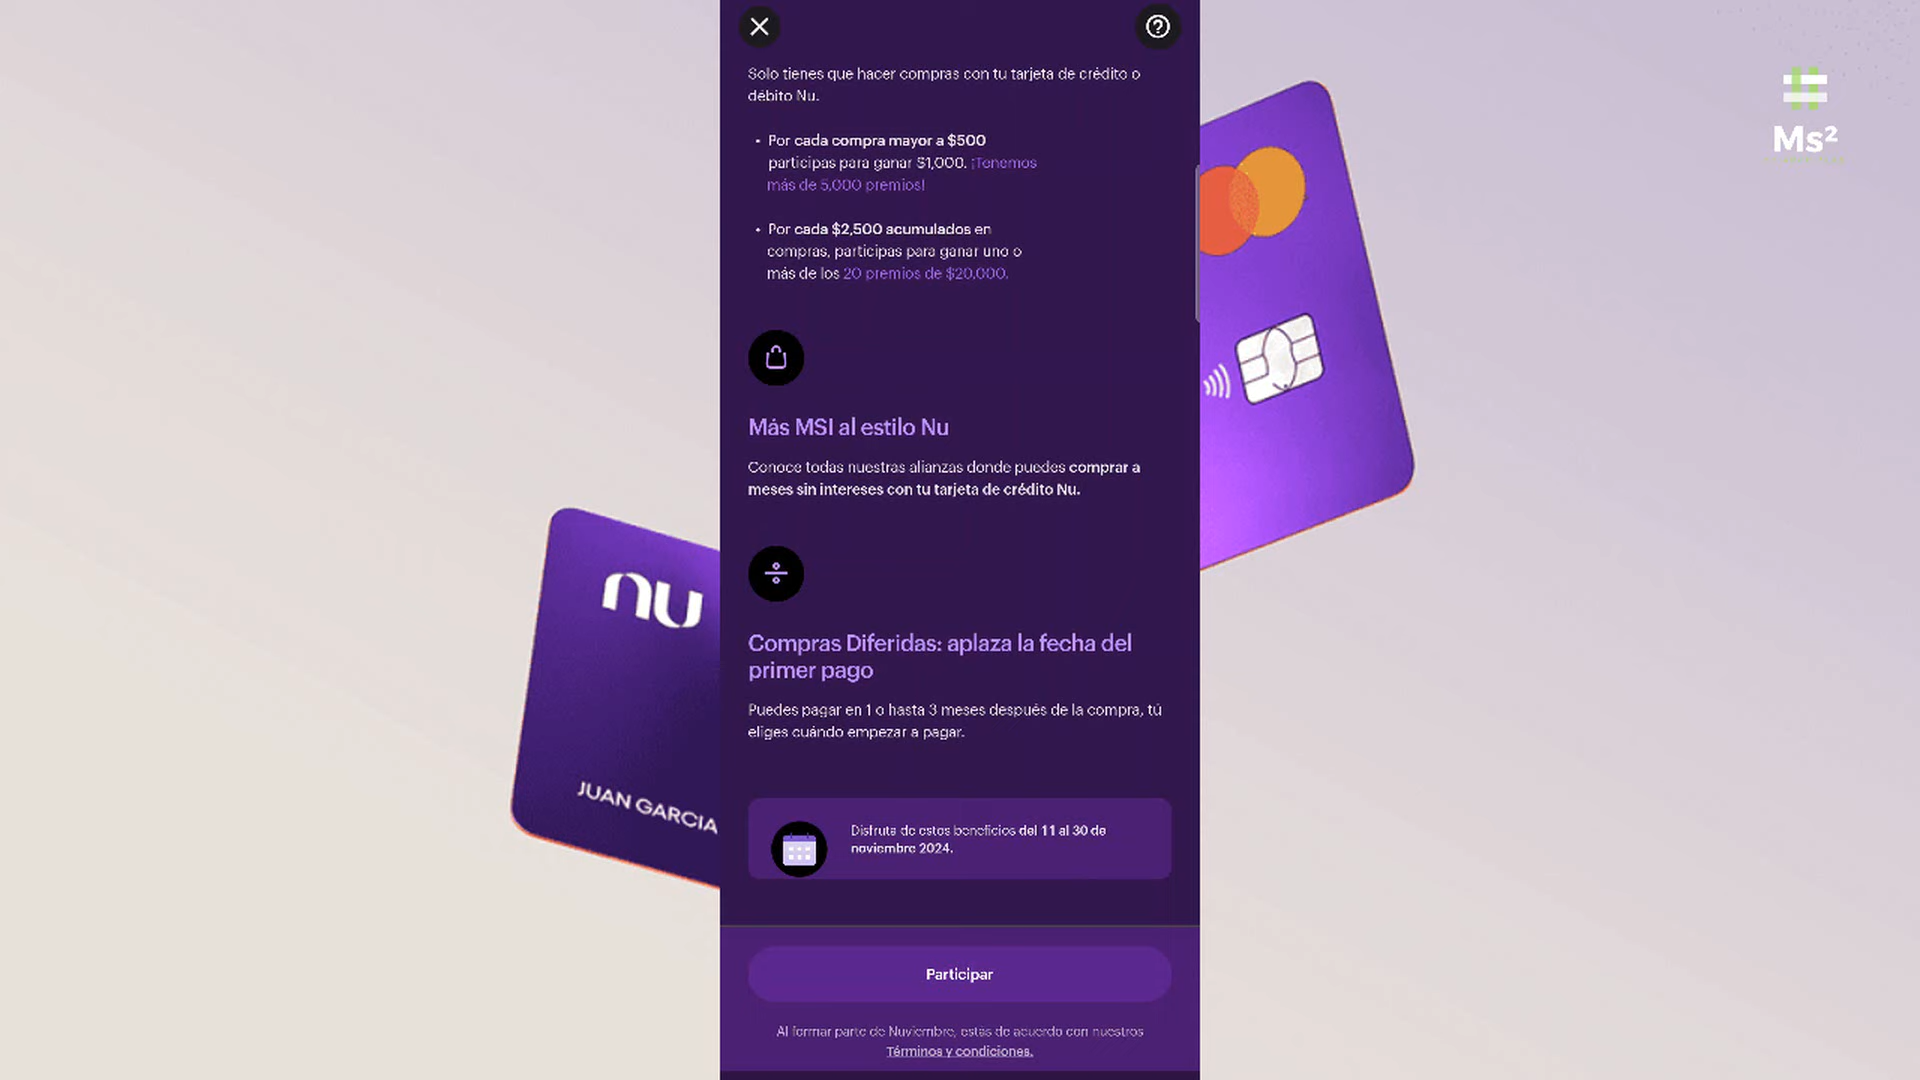 Solo tienes que hacer compras con tu tarjeta de crédito o
débito Nu.
• Por cada compra mayor a $500
participas para ganar $1,000. ¡Tenemos
más de 5,000 premios!
• Por cada $2,500 acumulados en
compras, participas para ganar uno o
más de los 20 premios de $20,000.
Más MSI al estilo Nu
Conoce todas nuestras alianzas donde puedes comprar a
meses sin intereses con tu tarjeta de crédito Nu.
Compras Diferidas: aplaza la fecha del
primer pago
Puedes pagar en 1 o hasta 3 meses después de la compra, tú
eliges cuándo empezar a pagar.
Disfruta de estos beneficios del 11 al 30 de
noviembre 2024.
Participar
Al formar parte de Nuviembre, estás de acuerdo con nuestros
Términos y condiciones.
nu
JUAN GARCIA
Ms²